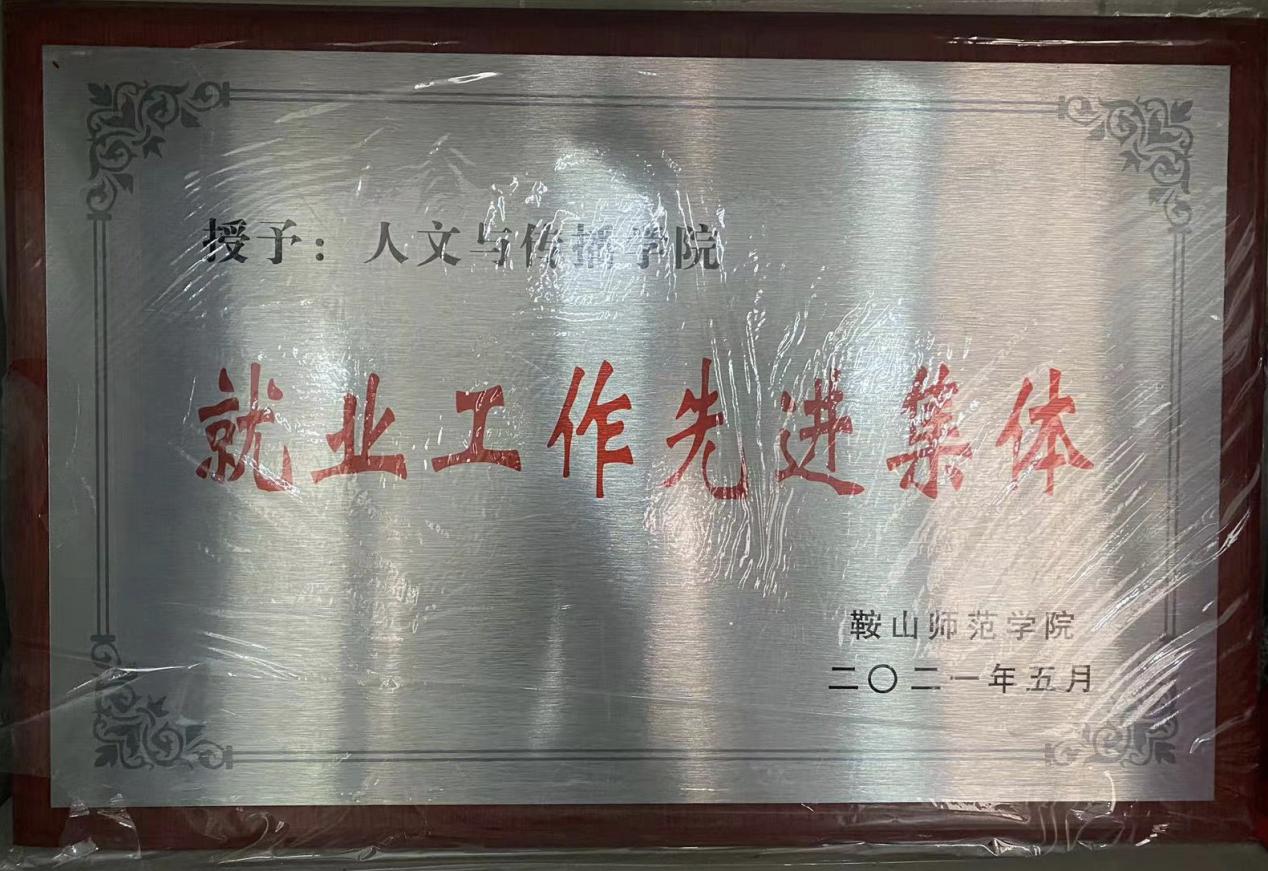 授予：人文与传播学院
就业工作先进集体
鞍山师范学院
二〇二一年五月